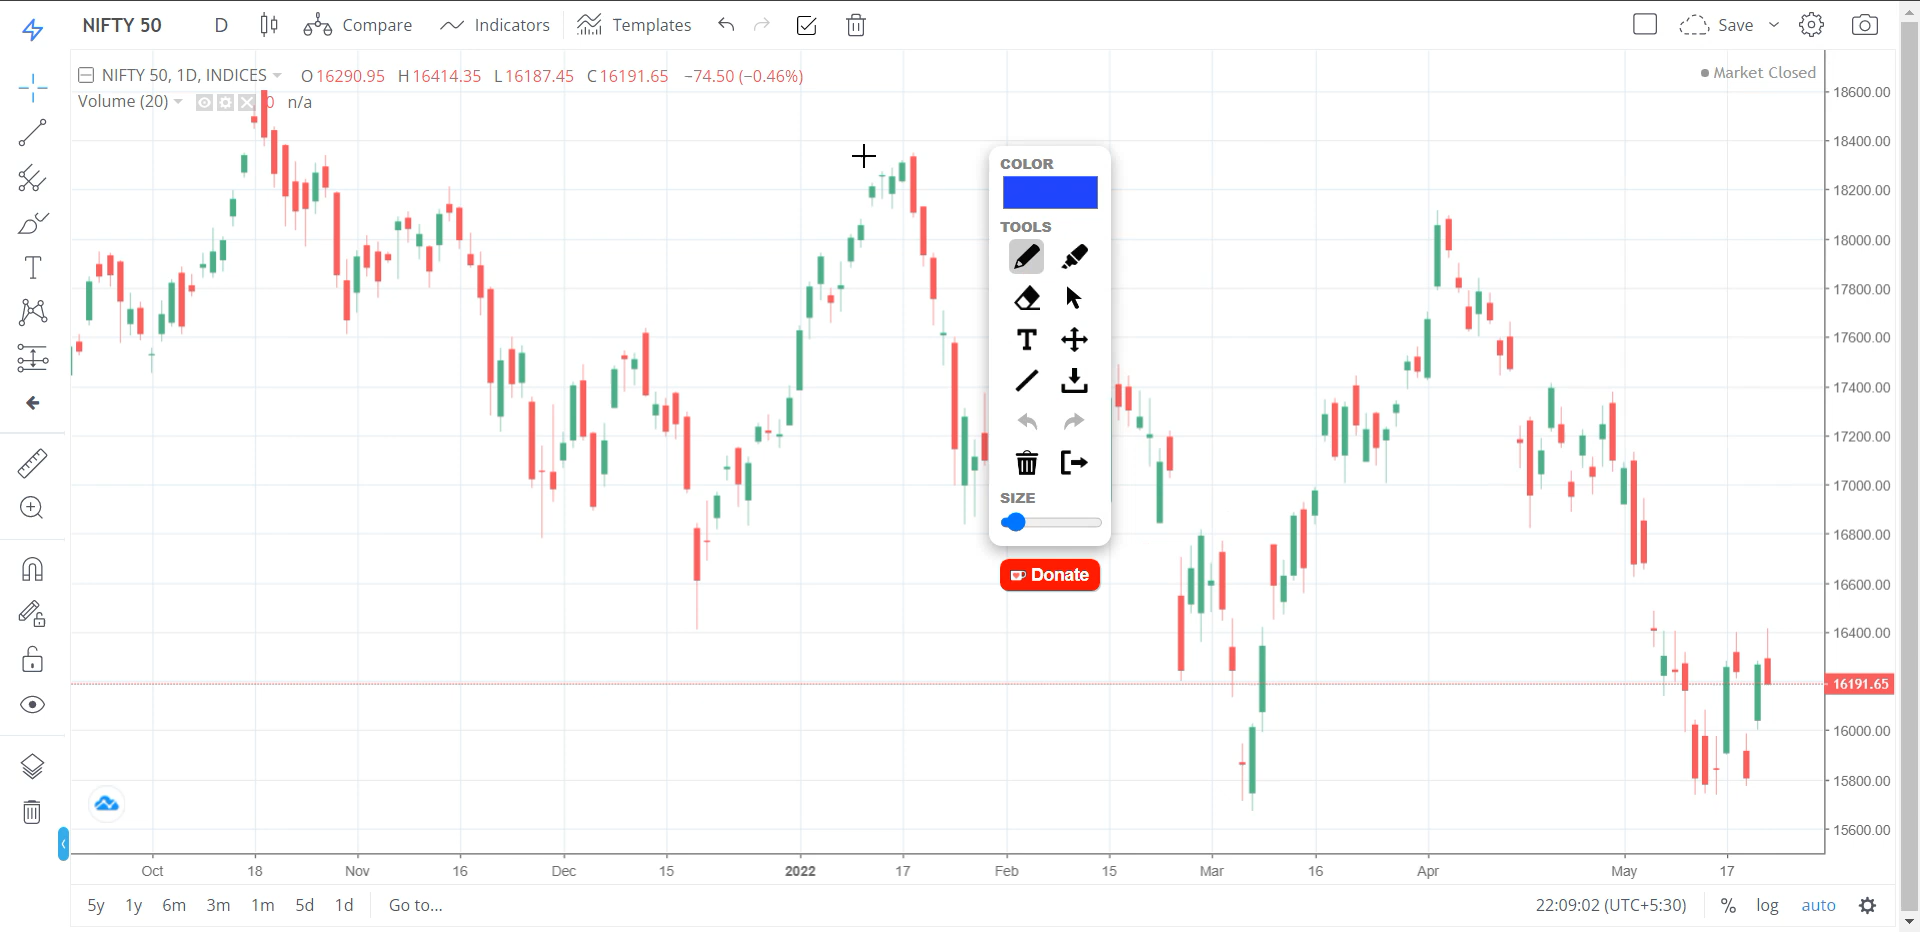 NIFTY 50 D Compare Indicators Templates Save
NIFTY 50, 1D, INDICES O16290.95 H16414.35 L16187.45 C16191.65 −74.50 (−0.46%)
Market Closed
Volume (20) 0 n/a
18600.00
18400.00
18200.00
18000.00
17800.00
17600.00
17400.00
17200.00
17000.00
16800.00
16600.00
16400.00
16191.65
16000.00
15800.00
15600.00
COLOR
TOOLS
T
SIZE
Donate
Oct 18 Nov 16 Dec 15 2022 17 Feb 15 Mar 16 Apr May 17
5y 1y 6m 3m 1m 5d 1d Go to... 22:09:02 (UTC+5:30) % log auto